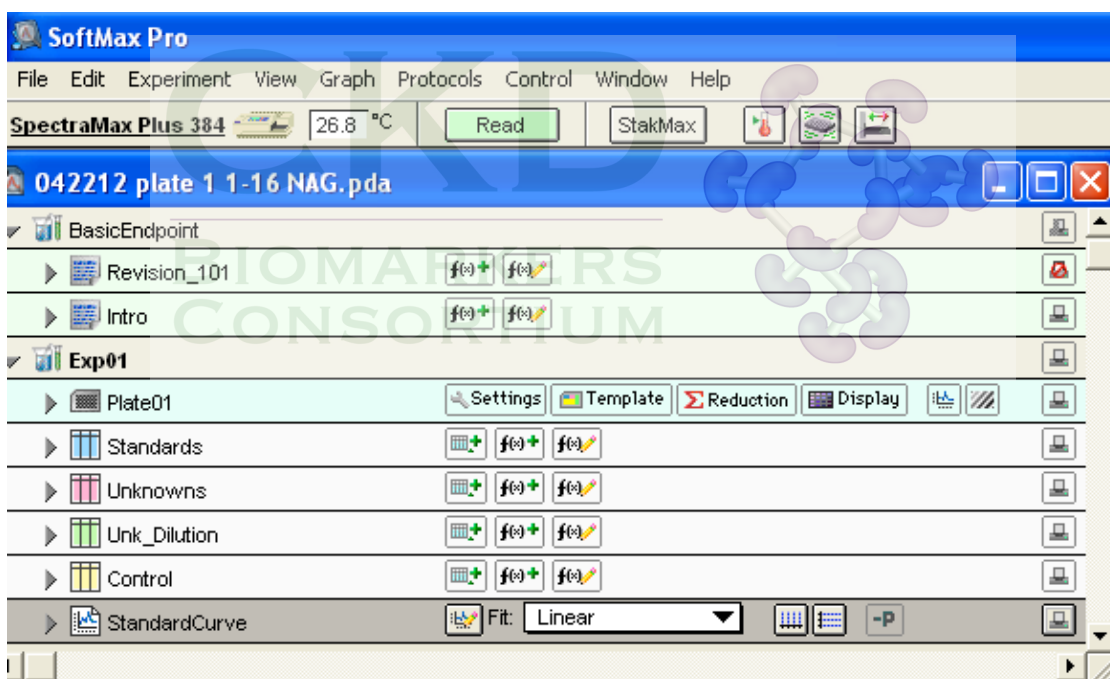 SoftMax Pro
File Edit Experiment View Graph Protocols Control Window Help
SpectraMax Plus 384 26.8 °C Read StakMax
042212 plate 1 1-16 NAG.pda
CKD
BIOMARKERS
CONSORTIUM
BasicEndpoint
Revision_101 f(x)+ f(x)
Intro f(x)+ f(x)
Exp01
Plate01 Settings Template Σ Reduction Display
Standards f(x)+ f(x)
Unknowns f(x)+ f(x)
Unk_Dilution f(x)+ f(x)
Control f(x)+ f(x)
StandardCurve Fit: Linear -P